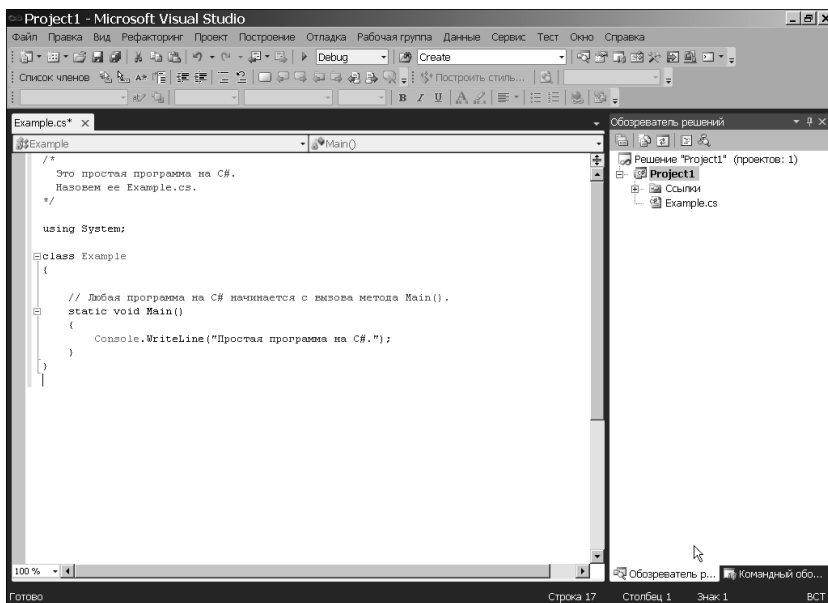 Project1 - Microsoft Visual Studio
Файл Правка Вид Рефакторинг Проект Построение Отладка Рабочая группа Данные Сервис Тест Окно Справка
Debug Create
Список членов Построить стиль...
B I U A
Example.cs* ×
Обозреватель решений
Example Main()
/*
Это простая программа на C#.
Назовем ее Example.cs.
*/
using System;
class Example
{
// Любая программа на C# начинается с вызова метода Main().
static void Main()
{
Console.WriteLine("Простая программа на C#.");
}
}
Решение "Project1" (проектов: 1)
Project1
Ссылки
Example.cs
100 %
Обозреватель р... Командный обо...
Готово Строка 17 Столбец 1 Знак 1 ВСТ